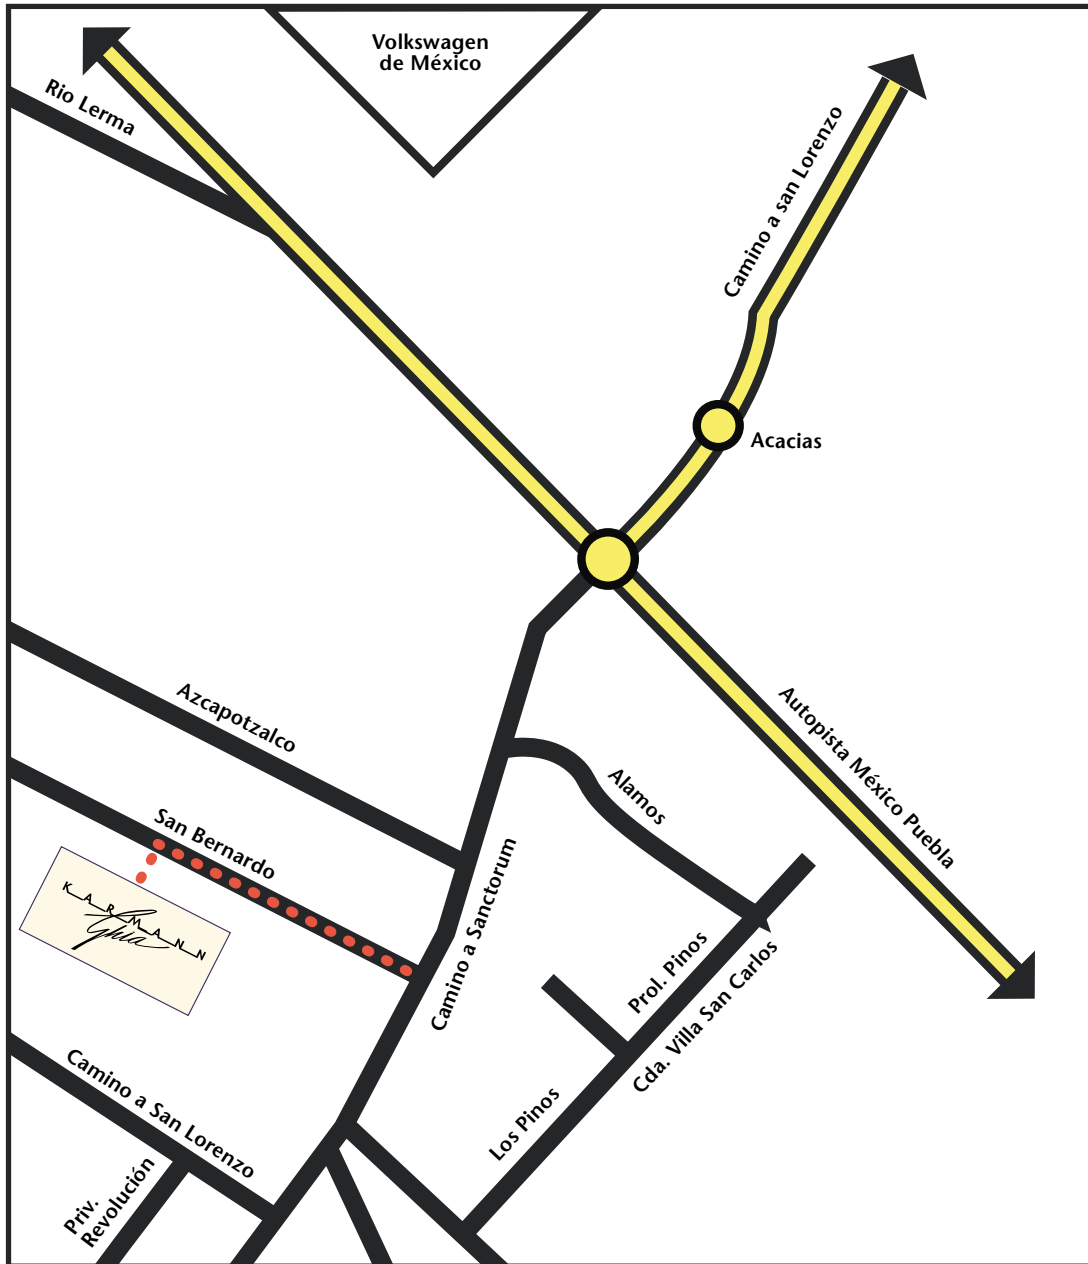 Volkswagen
de México
Rio Lerma
Camino a san Lorenzo
Acacias
Azcapotzalco
Autopista México Puebla
Alamos
San Bernardo
KARMANN
Ghia
Camino a Sanctorum
Prol. Pinos
Cda. Villa San Carlos
Los Pinos
Camino a San Lorenzo
Priv.
Revolución